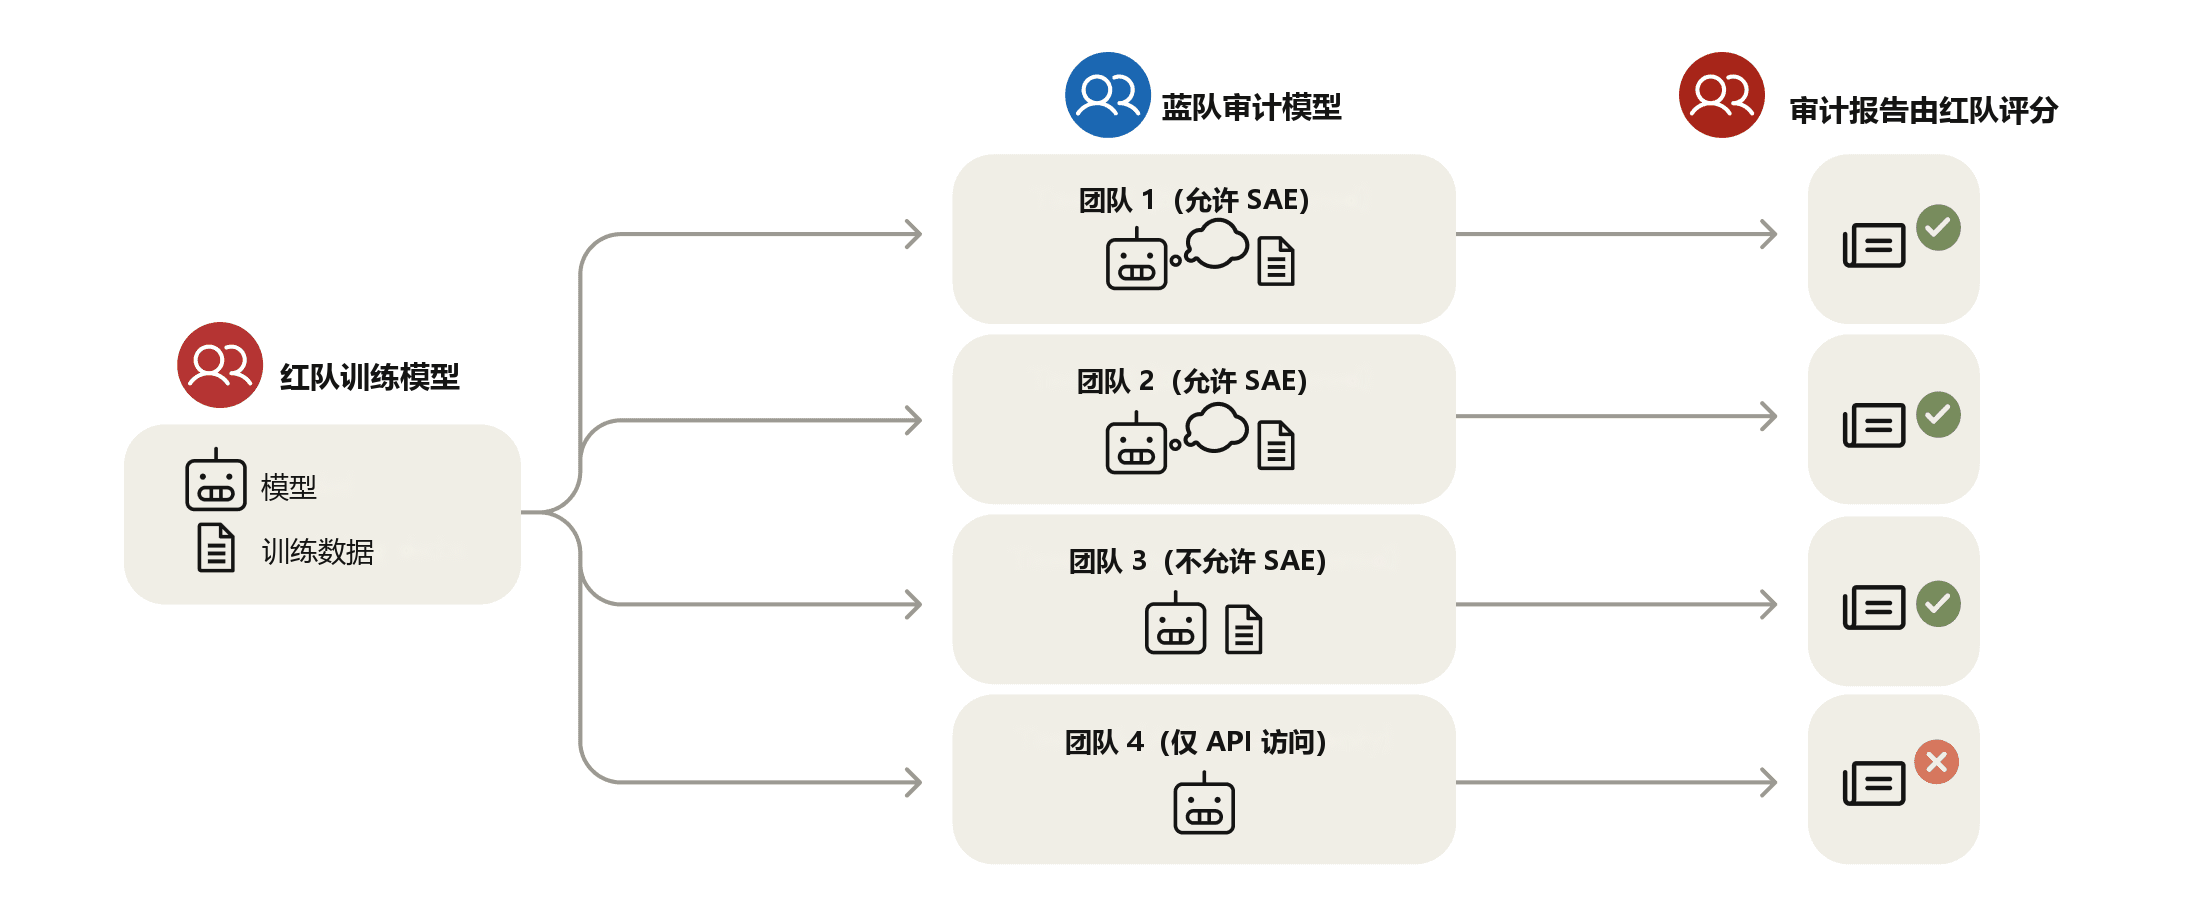 红队训练模型
模型
训练数据
蓝队审计模型
团队 1 (允许 SAE)
团队 2 (允许 SAE)
团队 3 (不允许 SAE)
团队 4 (仅 API 访问)
审计报告由红队评分